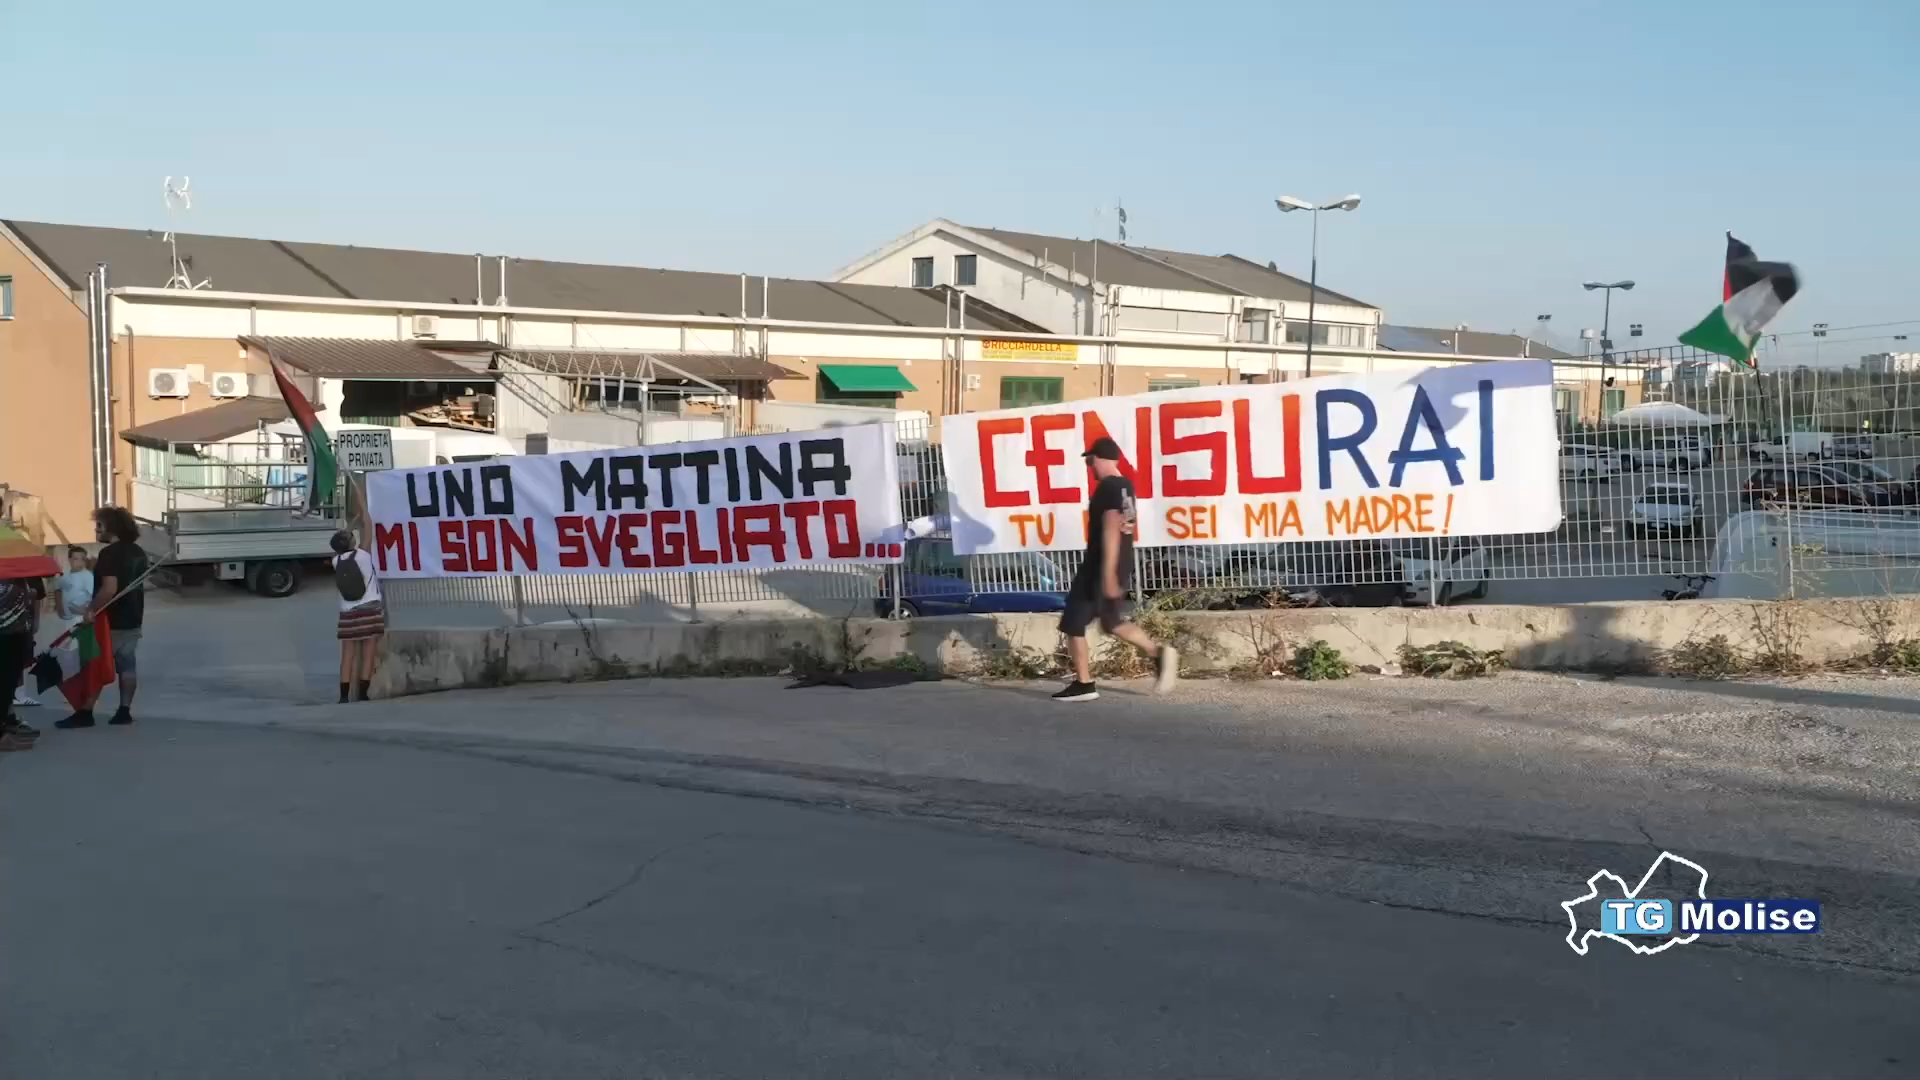 RICCIARDELLA
PROPRIETÀ
PRIVATA
UNO MATTINA
MI SON SVEGLIATO...
CENSURAI
TU SEI MIA MADRE!
TG Molise